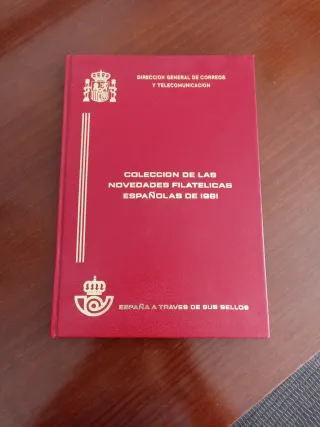 DIRECCION GENERAL DE CORREOS
Y TELECOMUNICACION
COLECCION DE LAS
NOVEDADES FILATELICAS
ESPAÑOLAS DE 1981
ESPAÑA A TRAVES DE SUS SELLOS